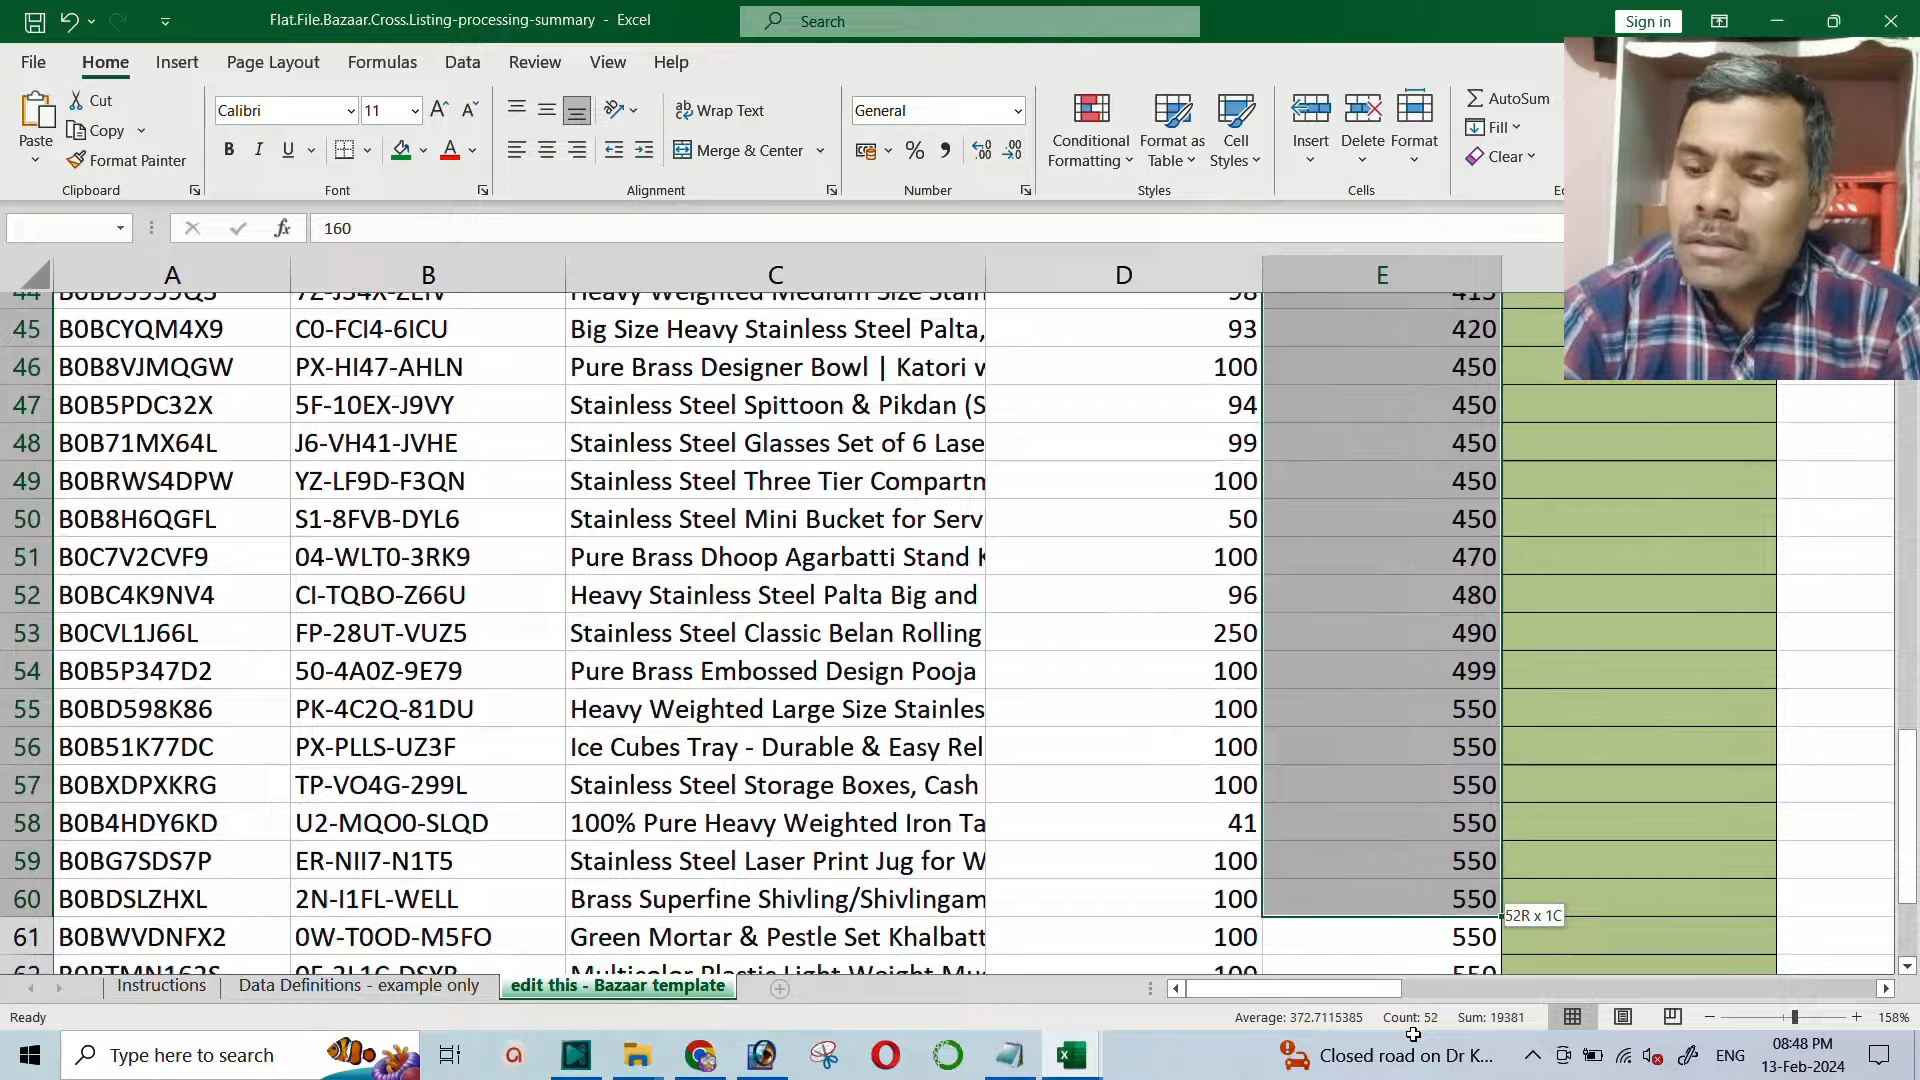 Flat.File.Bazaar.Cross.Listing-processing-summary - Excel
Search
Sign in
File Home Insert Page Layout Formulas Data Review View Help
Paste
Cut
Copy
Format Painter
Clipboard
Calibri 11
B I U
Font
Wrap Text
Merge & Center
Alignment
General
Number
Conditional Formatting
Format as Table
Cell Styles
Styles
Insert Delete Format
Cells
AutoSum
Fill
Clear
fx 160
A B C D E
45 B0BCYQM4X9 C0-FCI4-6ICU Big Size Heavy Stainless Steel Palta, 93 420
46 B0B8VJMQGW PX-HI47-AHLN Pure Brass Designer Bowl | Katori w 100 450
47 B0B5PDC32X 5F-10EX-J9VY Stainless Steel Spittoon & Pikdan (S 94 450
48 B0B71MX64L J6-VH41-JVHE Stainless Steel Glasses Set of 6 Lase 99 450
49 B0BRWS4DPW YZ-LF9D-F3QN Stainless Steel Three Tier Compartm 100 450
50 B0B8H6QGFL S1-8FVB-DYL6 Stainless Steel Mini Bucket for Serv 50 450
51 B0C7V2CVF9 04-WLT0-3RK9 Pure Brass Dhoop Agarbatti Stand K 100 470
52 B0BC4K9NV4 CI-TQBO-Z66U Heavy Stainless Steel Palta Big and 96 480
53 B0CVL1J66L FP-28UT-VUZ5 Stainless Steel Classic Belan Rolling 250 490
54 B0B5P347D2 50-4A0Z-9E79 Pure Brass Embossed Design Pooja 100 499
55 B0BD598K86 PK-4C2Q-81DU Heavy Weighted Large Size Stainles 100 550
56 B0B51K77DC PX-PLLS-UZ3F Ice Cubes Tray - Durable & Easy Rel 100 550
57 B0BXDPXKRG TP-VO4G-299L Stainless Steel Storage Boxes, Cash 100 550
58 B0B4HDY6KD U2-MQO0-SLQD 100% Pure Heavy Weighted Iron Ta 41 550
59 B0BG7SDS7P ER-NII7-N1T5 Stainless Steel Laser Print Jug for W 100 550
60 B0BDSLZHXL 2N-I1FL-WELL Brass Superfine Shivling/Shivlingam 100 550
52R x 1C
61 B0BWVDNFX2 0W-T0OD-M5FO Green Mortar & Pestle Set Khalbatt 100 550
Instructions Data Definitions - example only edit this - Bazaar template
Ready Average: 372.7115385 Count: 52 Sum: 19381 158%
Type here to search
Closed road on Dr K...
ENG
08:48 PM
13-Feb-2024